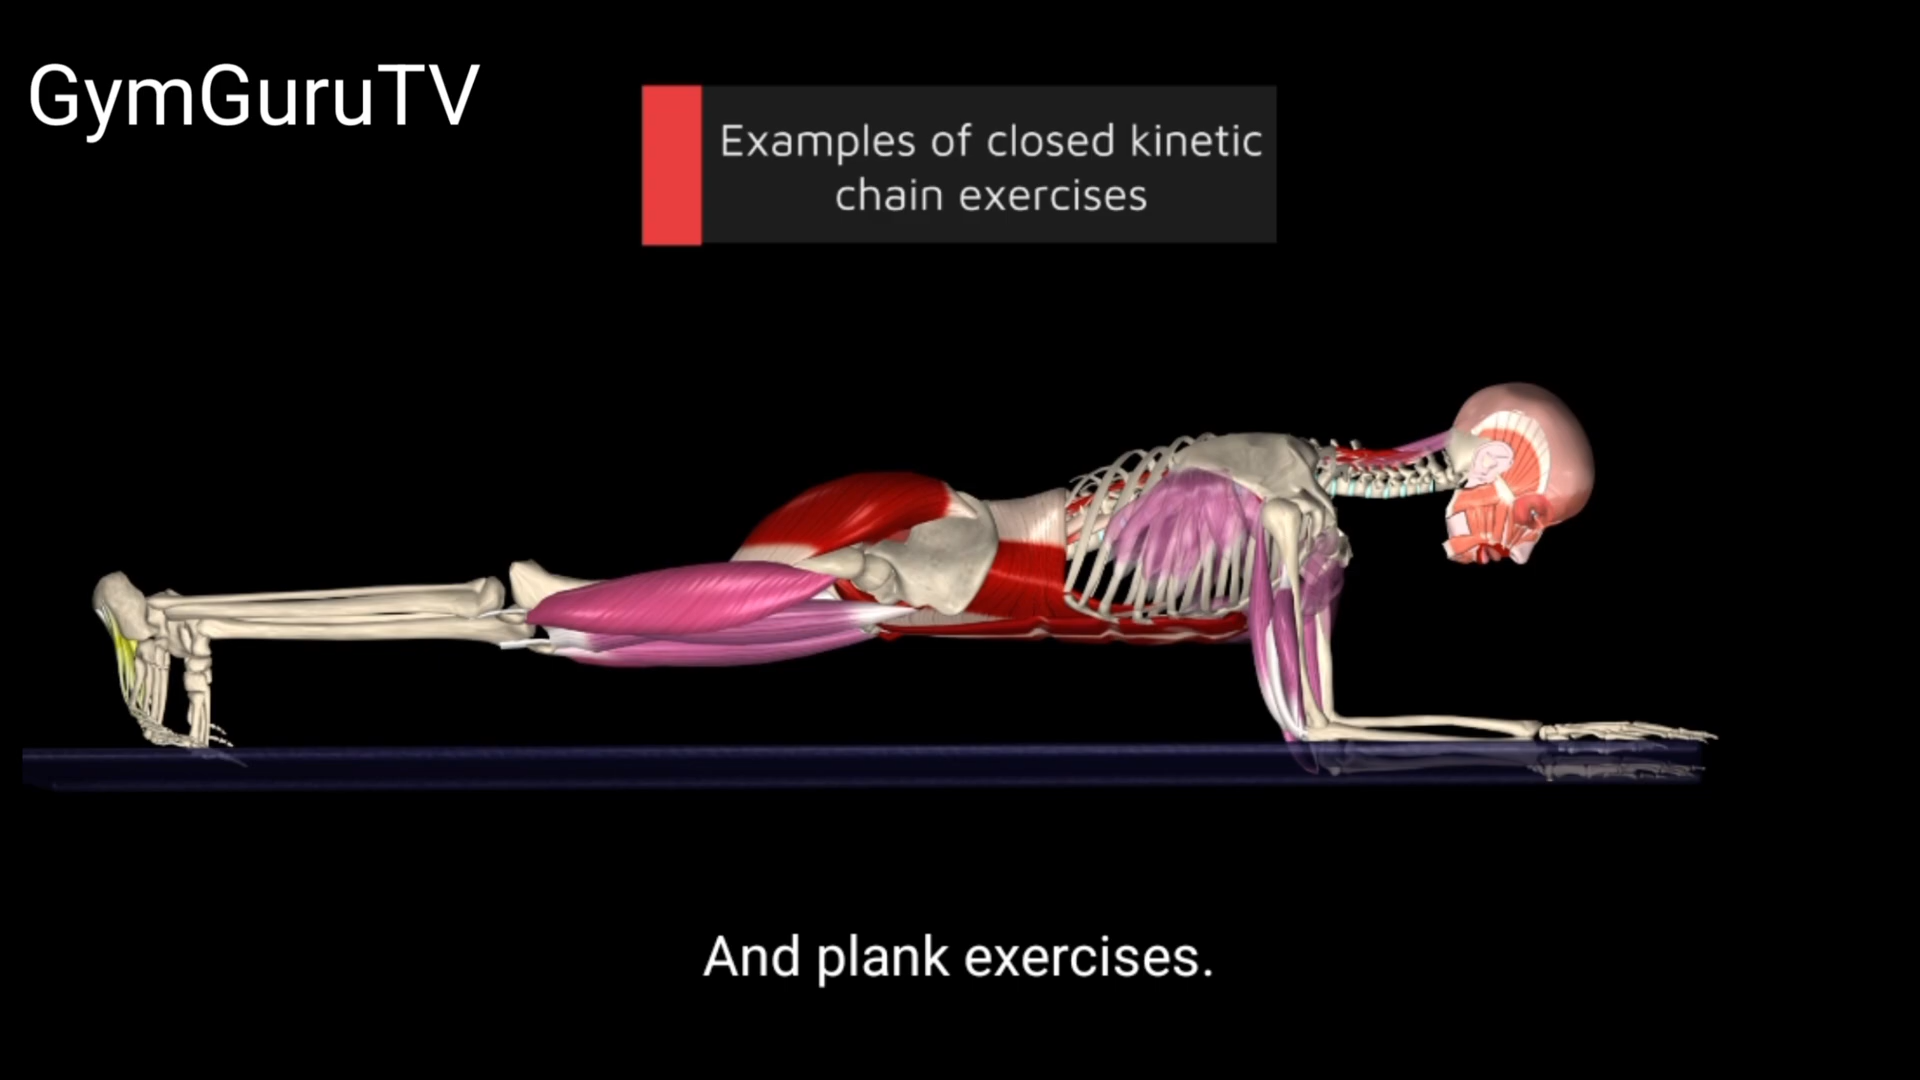 GymGuruTV
Examples of closed kinetic
chain exercises
And plank exercises.